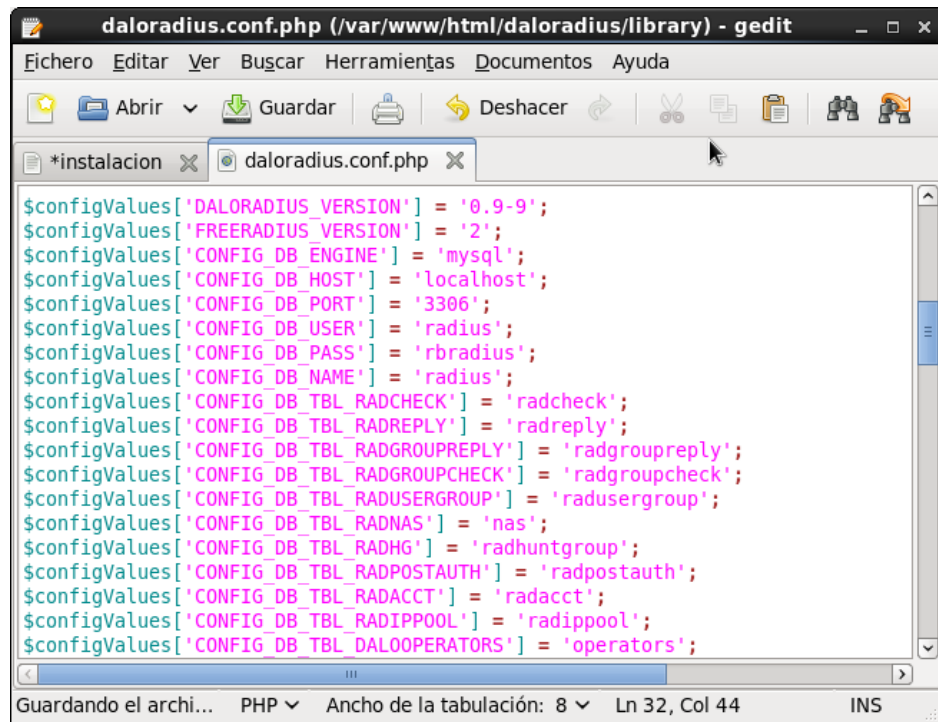 daloradius.conf.php (/var/www/html/daloradius/library) - gedit
Fichero Editar Ver Buscar Herramientas Documentos Ayuda
Abrir Guardar Deshacer
*instalacion daloradius.conf.php
$configValues['DALORADIUS_VERSION'] = '0.9-9';
$configValues['FREERADIUS_VERSION'] = '2';
$configValues['CONFIG_DB_ENGINE'] = 'mysql';
$configValues['CONFIG_DB_HOST'] = 'localhost';
$configValues['CONFIG_DB_PORT'] = '3306';
$configValues['CONFIG_DB_USER'] = 'radius';
$configValues['CONFIG_DB_PASS'] = 'rbradius';
$configValues['CONFIG_DB_NAME'] = 'radius';
$configValues['CONFIG_DB_TBL_RADCHECK'] = 'radcheck';
$configValues['CONFIG_DB_TBL_RADREPLY'] = 'radreply';
$configValues['CONFIG_DB_TBL_RADGROUPREPLY'] = 'radgroupreply';
$configValues['CONFIG_DB_TBL_RADGROUPCHECK'] = 'radgroupcheck';
$configValues['CONFIG_DB_TBL_RADUSERGROUP'] = 'radusergroup';
$configValues['CONFIG_DB_TBL_RADNAS'] = 'nas';
$configValues['CONFIG_DB_TBL_RADHG'] = 'radhuntgroup';
$configValues['CONFIG_DB_TBL_RADPOSTAUTH'] = 'radpostauth';
$configValues['CONFIG_DB_TBL_RADACCT'] = 'radacct';
$configValues['CONFIG_DB_TBL_RADIPPOOL'] = 'radippool';
$configValues['CONFIG_DB_TBL_DALOOPERATORS'] = 'operators';
Guardando el archi... PHP Ancho de la tabulación: 8 Ln 32, Col 44 INS